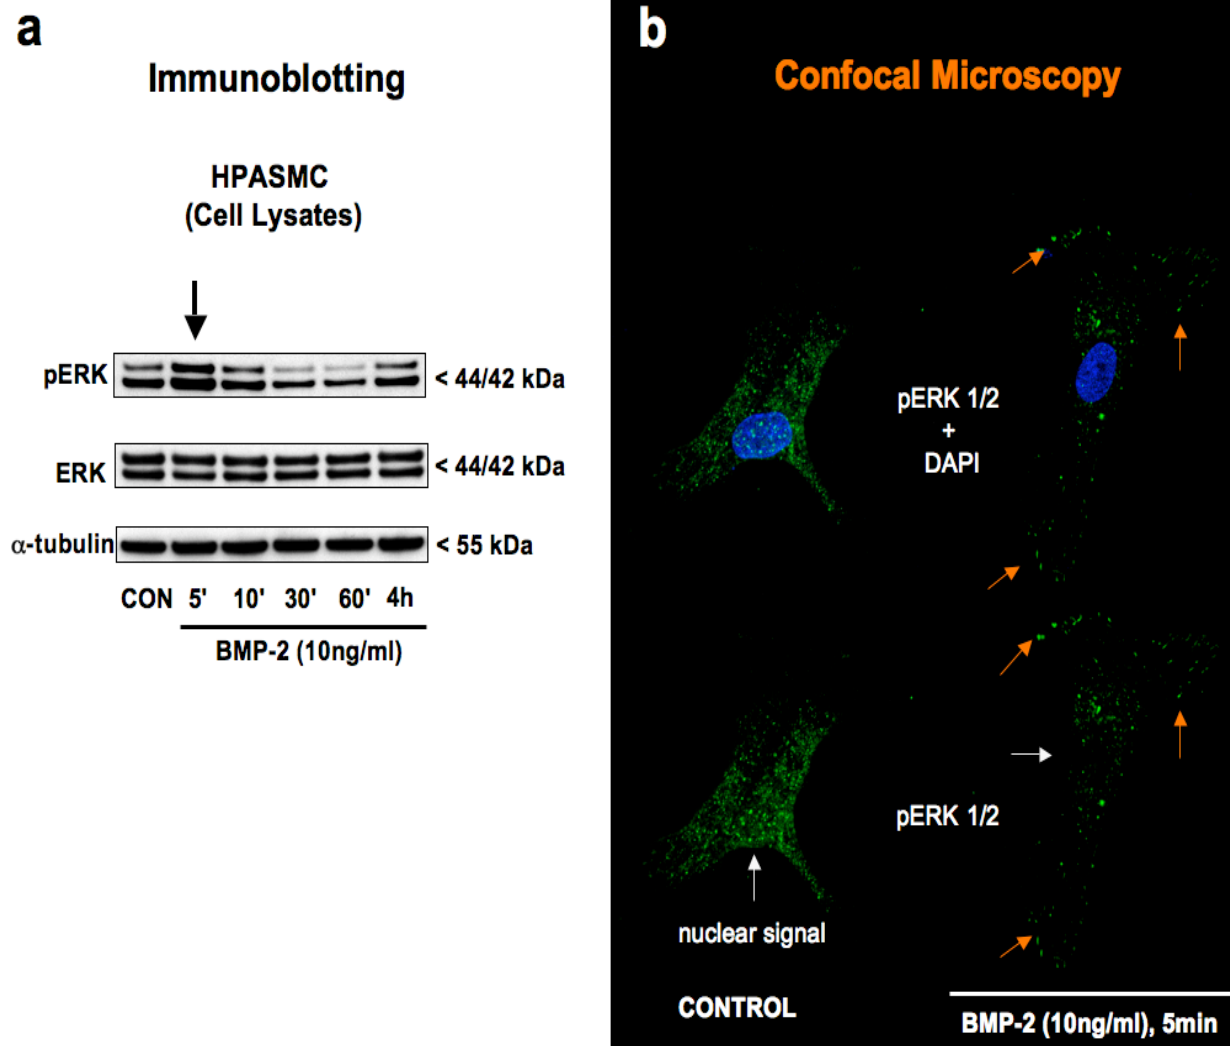 a
Immunoblotting
HPASMC
(Cell Lysates)
pERK
< 44/42 kDa
ERK
< 44/42 kDa
α-tubulin
< 55 kDa
CON 5' 10' 30' 60' 4h
BMP-2 (10ng/ml)
b
Confocal Microscopy
pERK 1/2
+
DAPI
pERK 1/2
nuclear signal
CONTROL
BMP-2 (10ng/ml), 5min